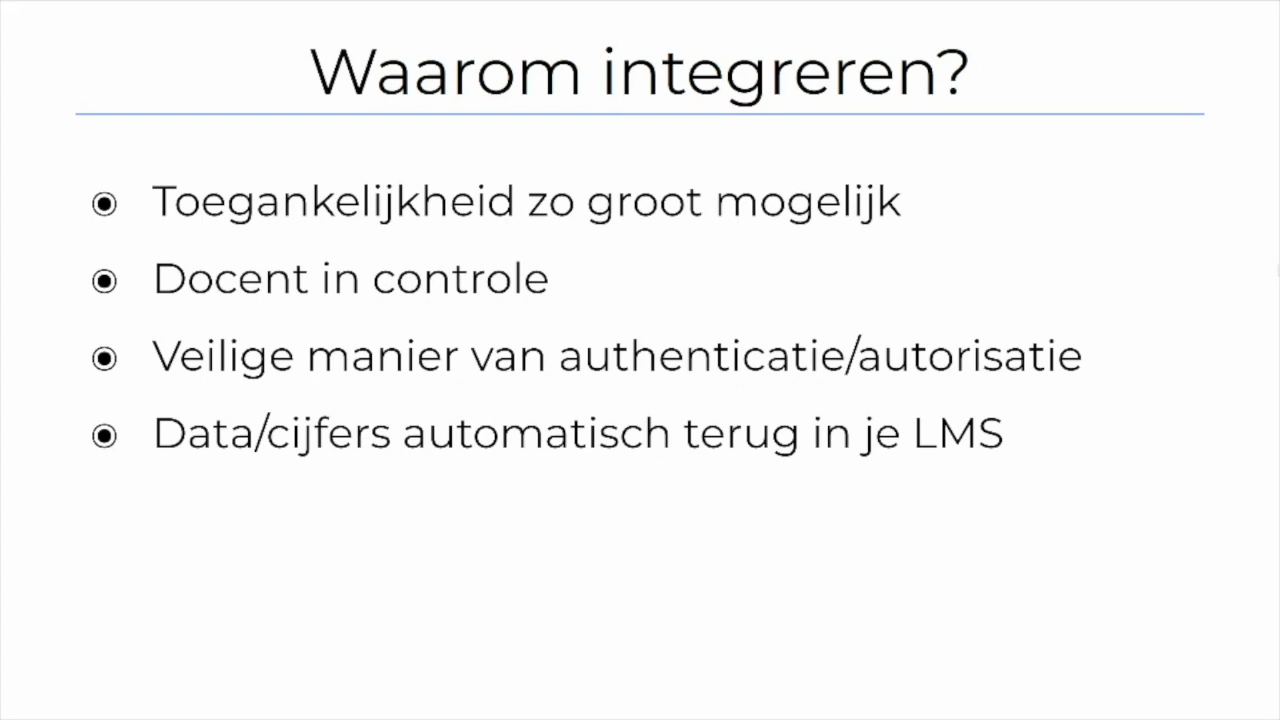 Waarom integreren?
Toegankelijkheid zo groot mogelijk
Docent in controle
Veilige manier van authenticatie/autorisatie
Data/cijfers automatisch terug in je LMS